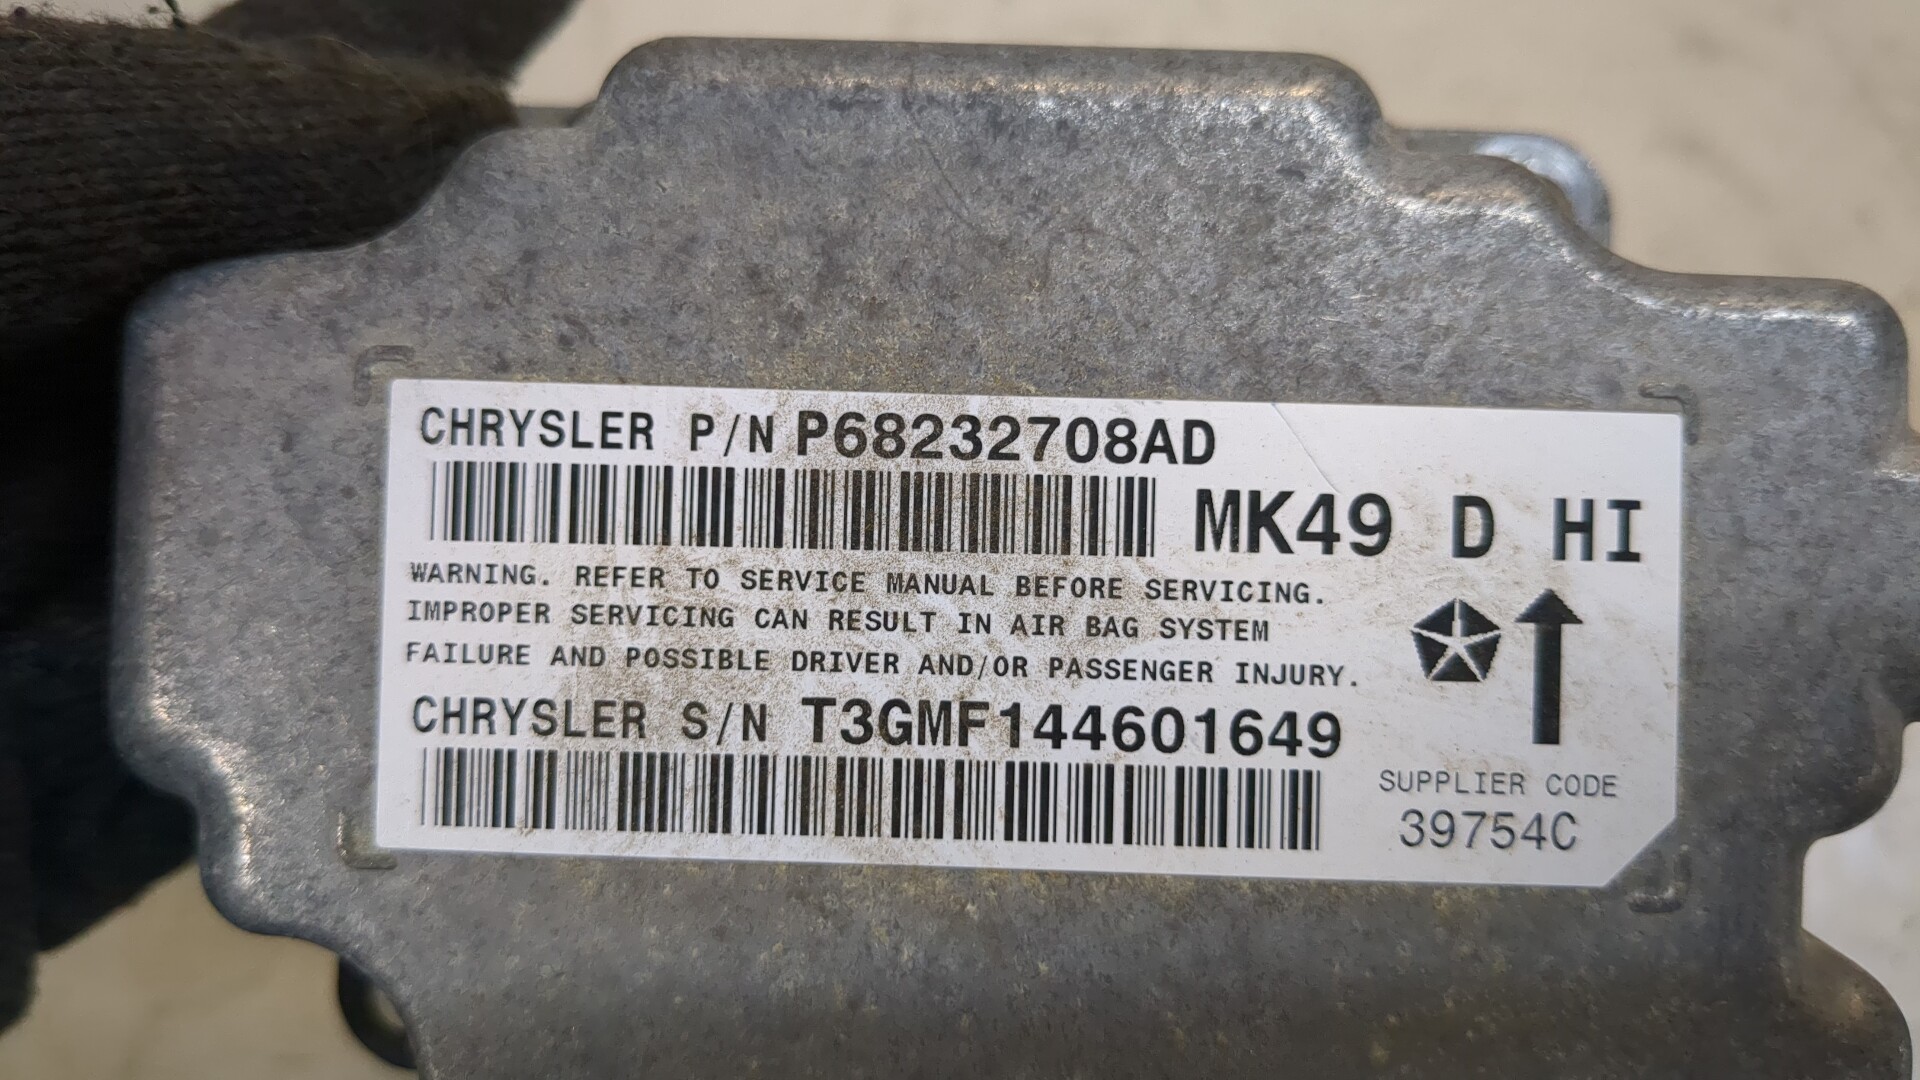 CHRYSLER P/N P68232708AD
MK49 D HI
WARNING. REFER TO SERVICE MANUAL BEFORE SERVICING.
IMPROPER SERVICING CAN RESULT IN AIR BAG SYSTEM
FAILURE AND POSSIBLE DRIVER AND/OR PASSENGER INJURY.
CHRYSLER S/N T3GMF144601649
SUPPLIER CODE
39754C